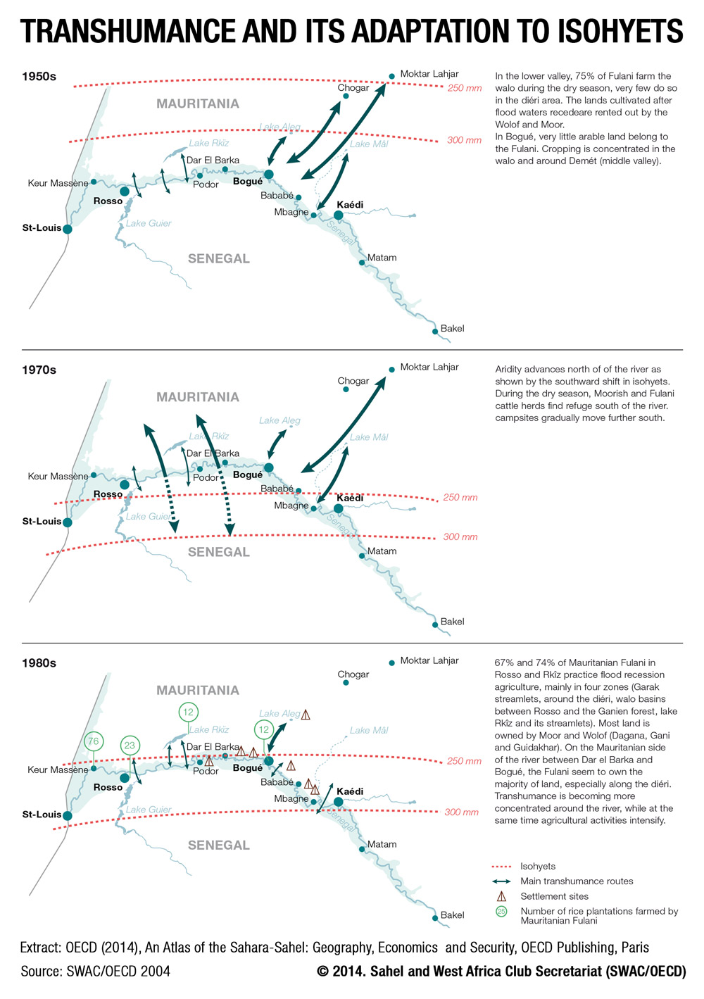 TRANSHUMANCE AND ITS ADAPTATION TO ISOHYETS
1950s
Moktar Lahjar
Chogar
250 mm
MAURITANIA
Lake Aleg
300 mm
Lake Rkïz
Lake Mâl
Dar El Barka
Keur Massène
Podor
Bogué
Rosso
Bababé
Kaédi
Mbagne
St-Louis
Lake Guier
Senegal
SENEGAL
Matam
Bakel
In the lower valley, 75% of Fulani farm the
walo during the dry season, very few do so
in the diéri area. The lands cultivated after
flood waters recedeare rented out by the
Wolof and Moor.
In Bogué, very little arable land belong to
the Fulani. Cropping is concentrated in the
walo and around Demét (middle valley).
1970s
Moktar Lahjar
Chogar
MAURITANIA
Lake Aleg
Lake Rkïz
Lake Mâl
Dar El Barka
Keur Massène
Podor
Bogué
Rosso
Bababé
Kaédi
250 mm
Mbagne
St-Louis
Lake Guier
Senegal
300 mm
SENEGAL
Matam
Bakel
Aridity advances north of of the river as
shown by the southward shift in isohyets.
During the dry season, Moorish and Fulani
cattle herds find refuge south of the river.
campsites gradually move further south.
1980s
Moktar Lahjar
Chogar
MAURITANIA
12
Lake Aleg
Lake Rkïz
12
Lake Mâl
76
23
Dar El Barka
250 mm
Keur Massène
Podor
Bogué
Rosso
Bababé
Kaédi
Mbagne
St-Louis
Lake Guier
Senegal
300 mm
SENEGAL
Matam
Bakel
67% and 74% of Mauritanian Fulani in
Rosso and Rkîz practice flood recession
agriculture, mainly in four zones (Garak
streamlets, around the diéri, walo basins
between Rosso and the Ganien forest, lake
Rkîz and its streamlets). Most land is
owned by Moor and Wolof (Dagana, Gani
and Guidakhar). On the Mauritanian side
of the river between Dar el Barka and
Bogué, the Fulani seem to own the
majority of land, especially along the diéri.
Transhumance is becoming more
concentrated around the river, while at the
same time agricultural activities intensify.
Isohyets
Main transhumance routes
Settlement sites
25
Number of rice plantations farmed by
Mauritanian Fulani
Extract: OECD (2014), An Atlas of the Sahara-Sahel: Geography, Economics and Security, OECD Publishing, Paris
Source: SWAC/OECD 2004
© 2014. Sahel and West Africa Club Secretariat (SWAC/OECD)